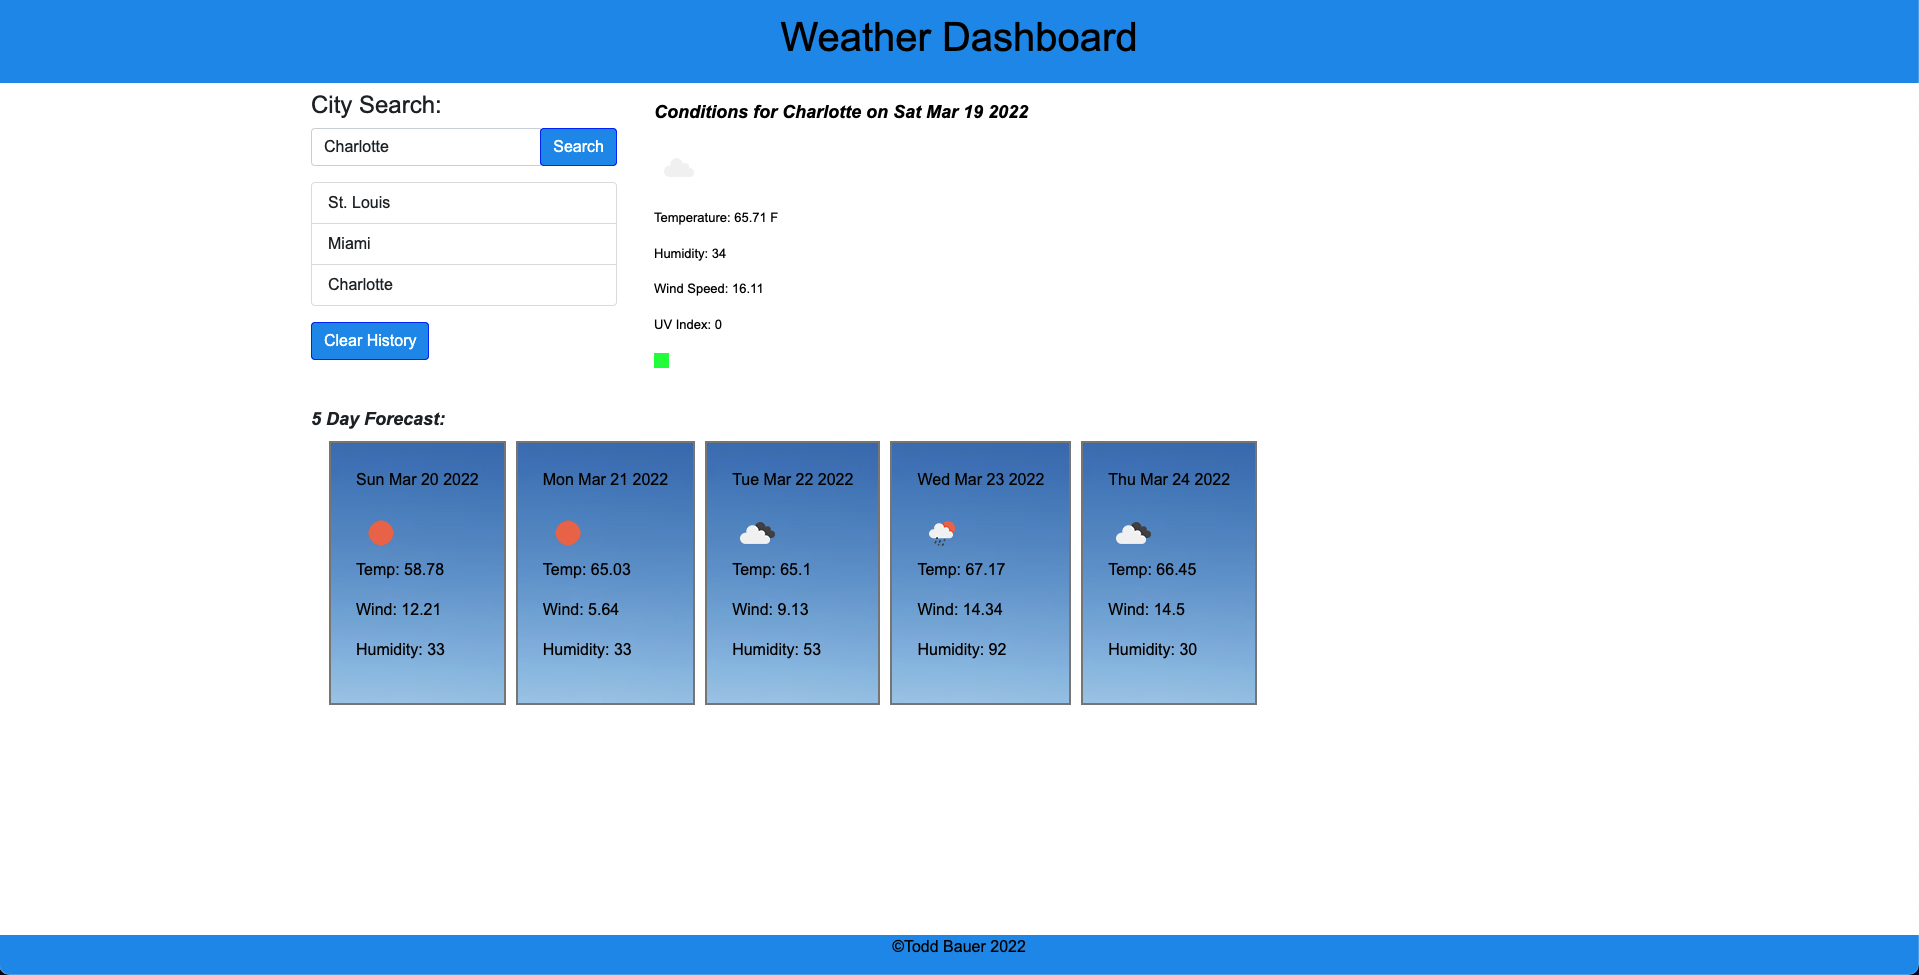 Weather Dashboard
City Search:
Charlotte
Search
St. Louis
Miami
Charlotte
Clear History
Conditions for Charlotte on Sat Mar 19 2022
Temperature: 65.71 F
Humidity: 34
Wind Speed: 16.11
UV Index: 0
5 Day Forecast:
Sun Mar 20 2022
Temp: 58.78
Wind: 12.21
Humidity: 33
Mon Mar 21 2022
Temp: 65.03
Wind: 5.64
Humidity: 33
Tue Mar 22 2022
Temp: 65.1
Wind: 9.13
Humidity: 53
Wed Mar 23 2022
Temp: 67.17
Wind: 14.34
Humidity: 92
Thu Mar 24 2022
Temp: 66.45
Wind: 14.5
Humidity: 30
©Todd Bauer 2022